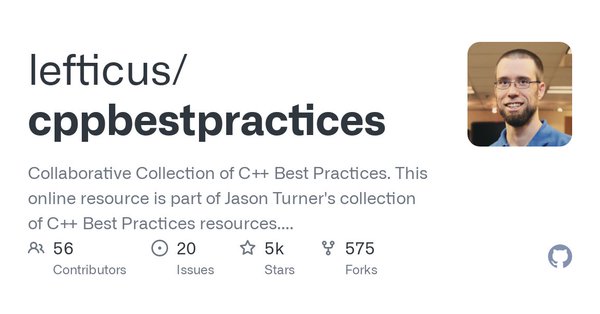 lefticus/
cppbestpractices
Collaborative Collection of C++ Best Practices. This
online resource is part of Jason Turner's collection
of C++ Best Practices resources....
56 20 5k 575
Contributors Issues Stars Forks